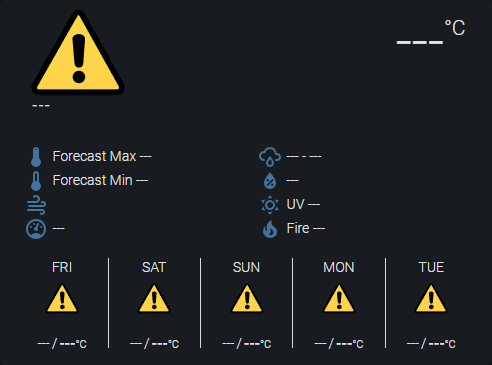 ---°C
---
Forecast Max ---
--- - ---
Forecast Min ---
---
UV ---
---
Fire ---
FRI
SAT
SUN
MON
TUE
--- / ---°C
--- / ---°C
--- / ---°C
--- / ---°C
--- / ---°C